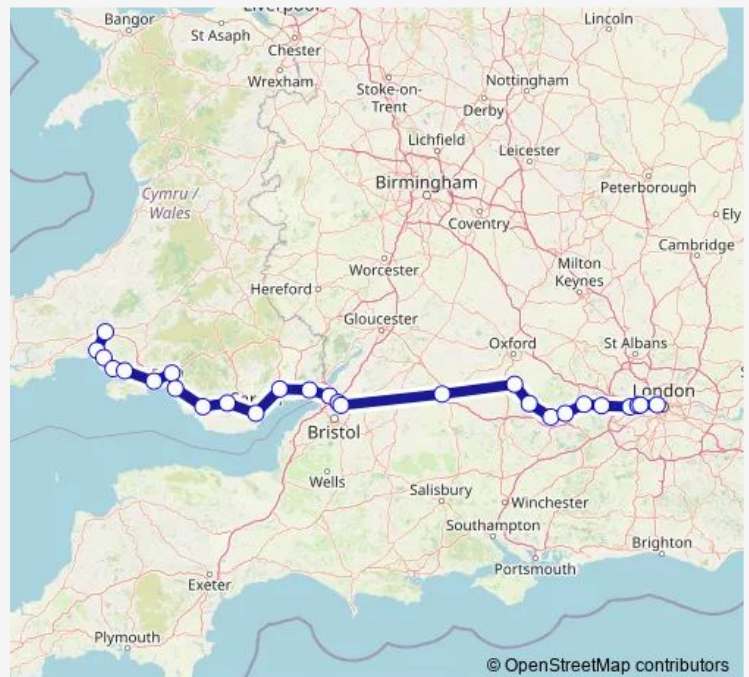 Liverpool
Bangor
Lincoln
St Asaph
Chester
Wrexham
Stoke-on-
Trent
Nottingham
Derby
Lichfield
Leicester
Birmingham
Peterborough
Cymru /
Wales
Coventry
Ely
Cambridge
Worcester
Milton
Keynes
Hereford
Gloucester
Oxford
St Albans
London
Bristol
Wells
Salisbury
Winchester
Southampton
Brighton
Portsmouth
Exeter
Plymouth
© OpenStreetMap contributors